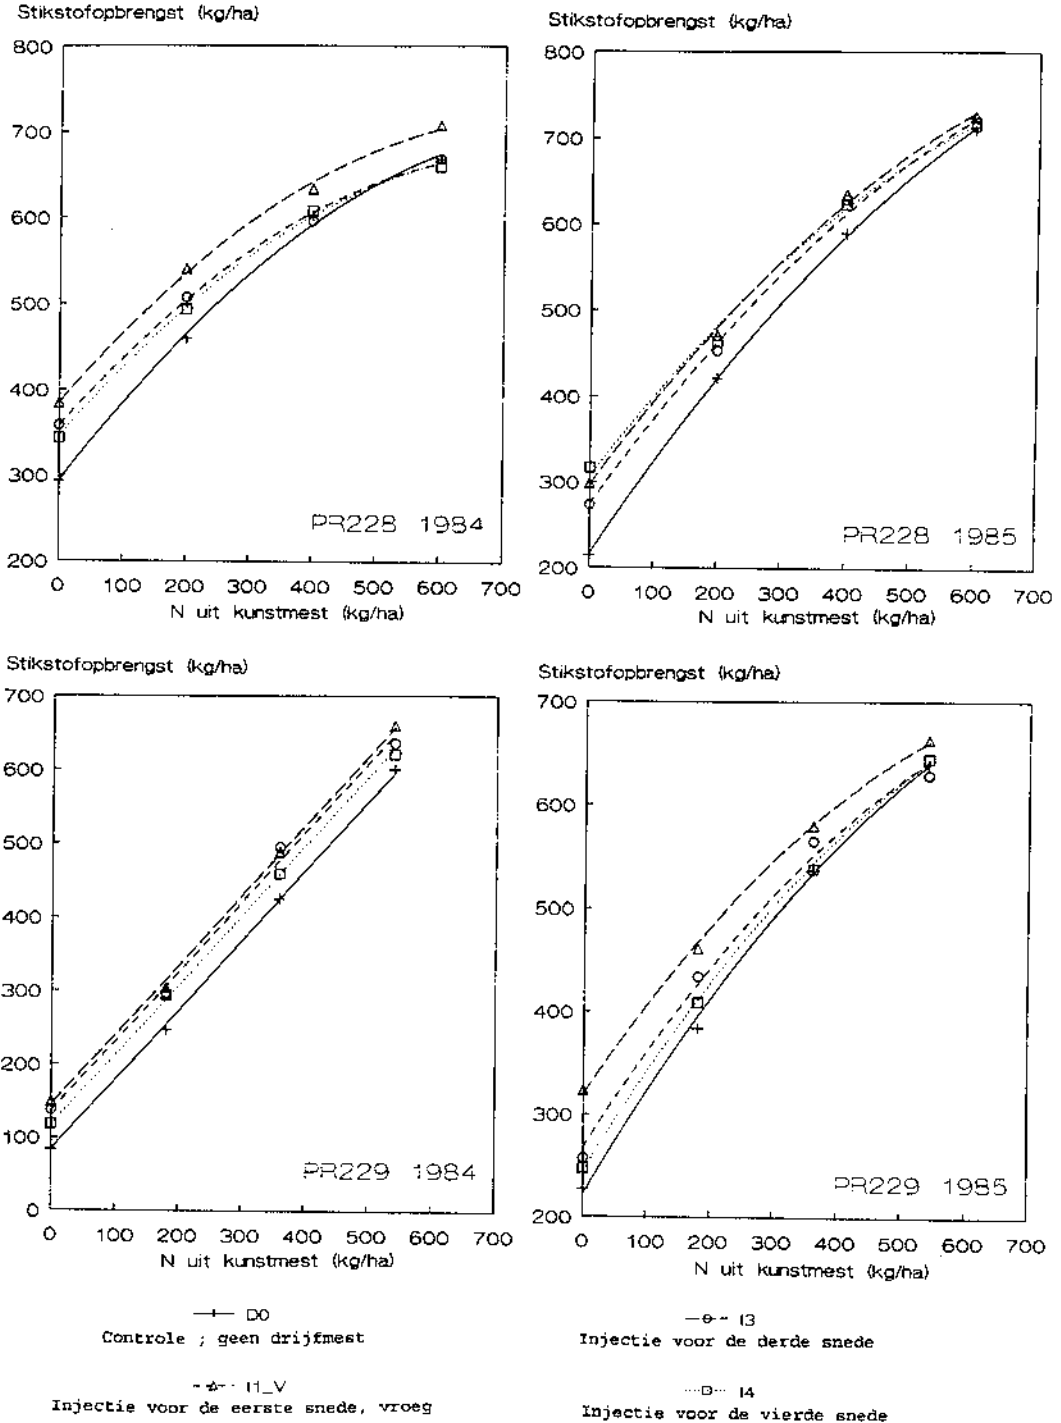 Stikstofopbrengst (kg/ha)
800
700
600
500
400
300
200
PR228 1984
0 100 200 300 400 500 600 700
N uit kunstmest (kg/ha)
Stikstofopbrengst (kg/ha)
800
700
600
500
400
300
200
PR228 1985
0 100 200 300 400 500 600 700
N uit kunstmest (kg/ha)
Stikstofopbrengst (kg/ha)
700
600
500
400
300
200
100
0
PR229 1984
0 100 200 300 400 500 600 700
N uit kunstmest (kg/ha)
Stikstofopbrengst (kg/ha)
700
600
500
400
300
200
PR229 1985
0 100 200 300 400 500 600 700
N uit kunstmest (kg/ha)
D0
Controle ; geen drijfmest
I1_V
Injectie voor de eerste snede, vroeg
I3
Injectie voor de derde snede
I4
Injectie voor de vierde snede